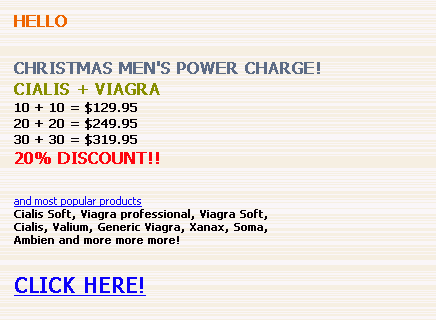 HELLO
CHRISTMAS MEN'S POWER CHARGE!
CIALIS + VIAGRA
10 + 10 = $129.95
20 + 20 = $249.95
30 + 30 = $319.95
20% DISCOUNT!!
and most popular products
Cialis Soft, Viagra professional, Viagra Soft,
Cialis, Valium, Generic Viagra, Xanax, Soma,
Ambien and more more more!
CLICK HERE!